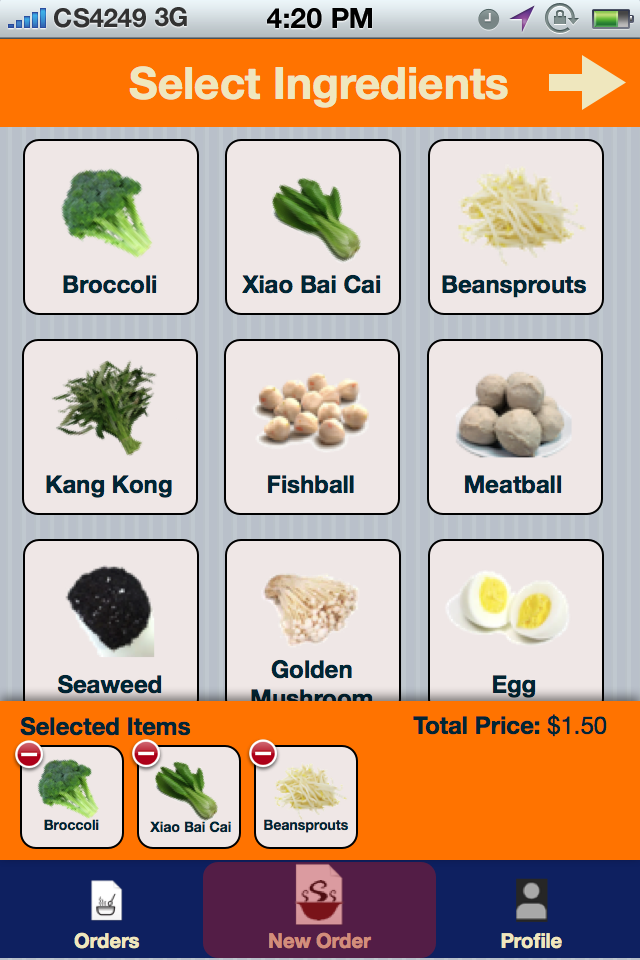 CS4249 3G 4:20 PM
Select Ingredients
Broccoli Xiao Bai Cai Beansprouts
Kang Kong Fishball Meatball
Seaweed Golden Mushroom Egg
Selected Items Total Price: $1.50
Broccoli Xiao Bai Cai Beansprouts
Orders New Order Profile